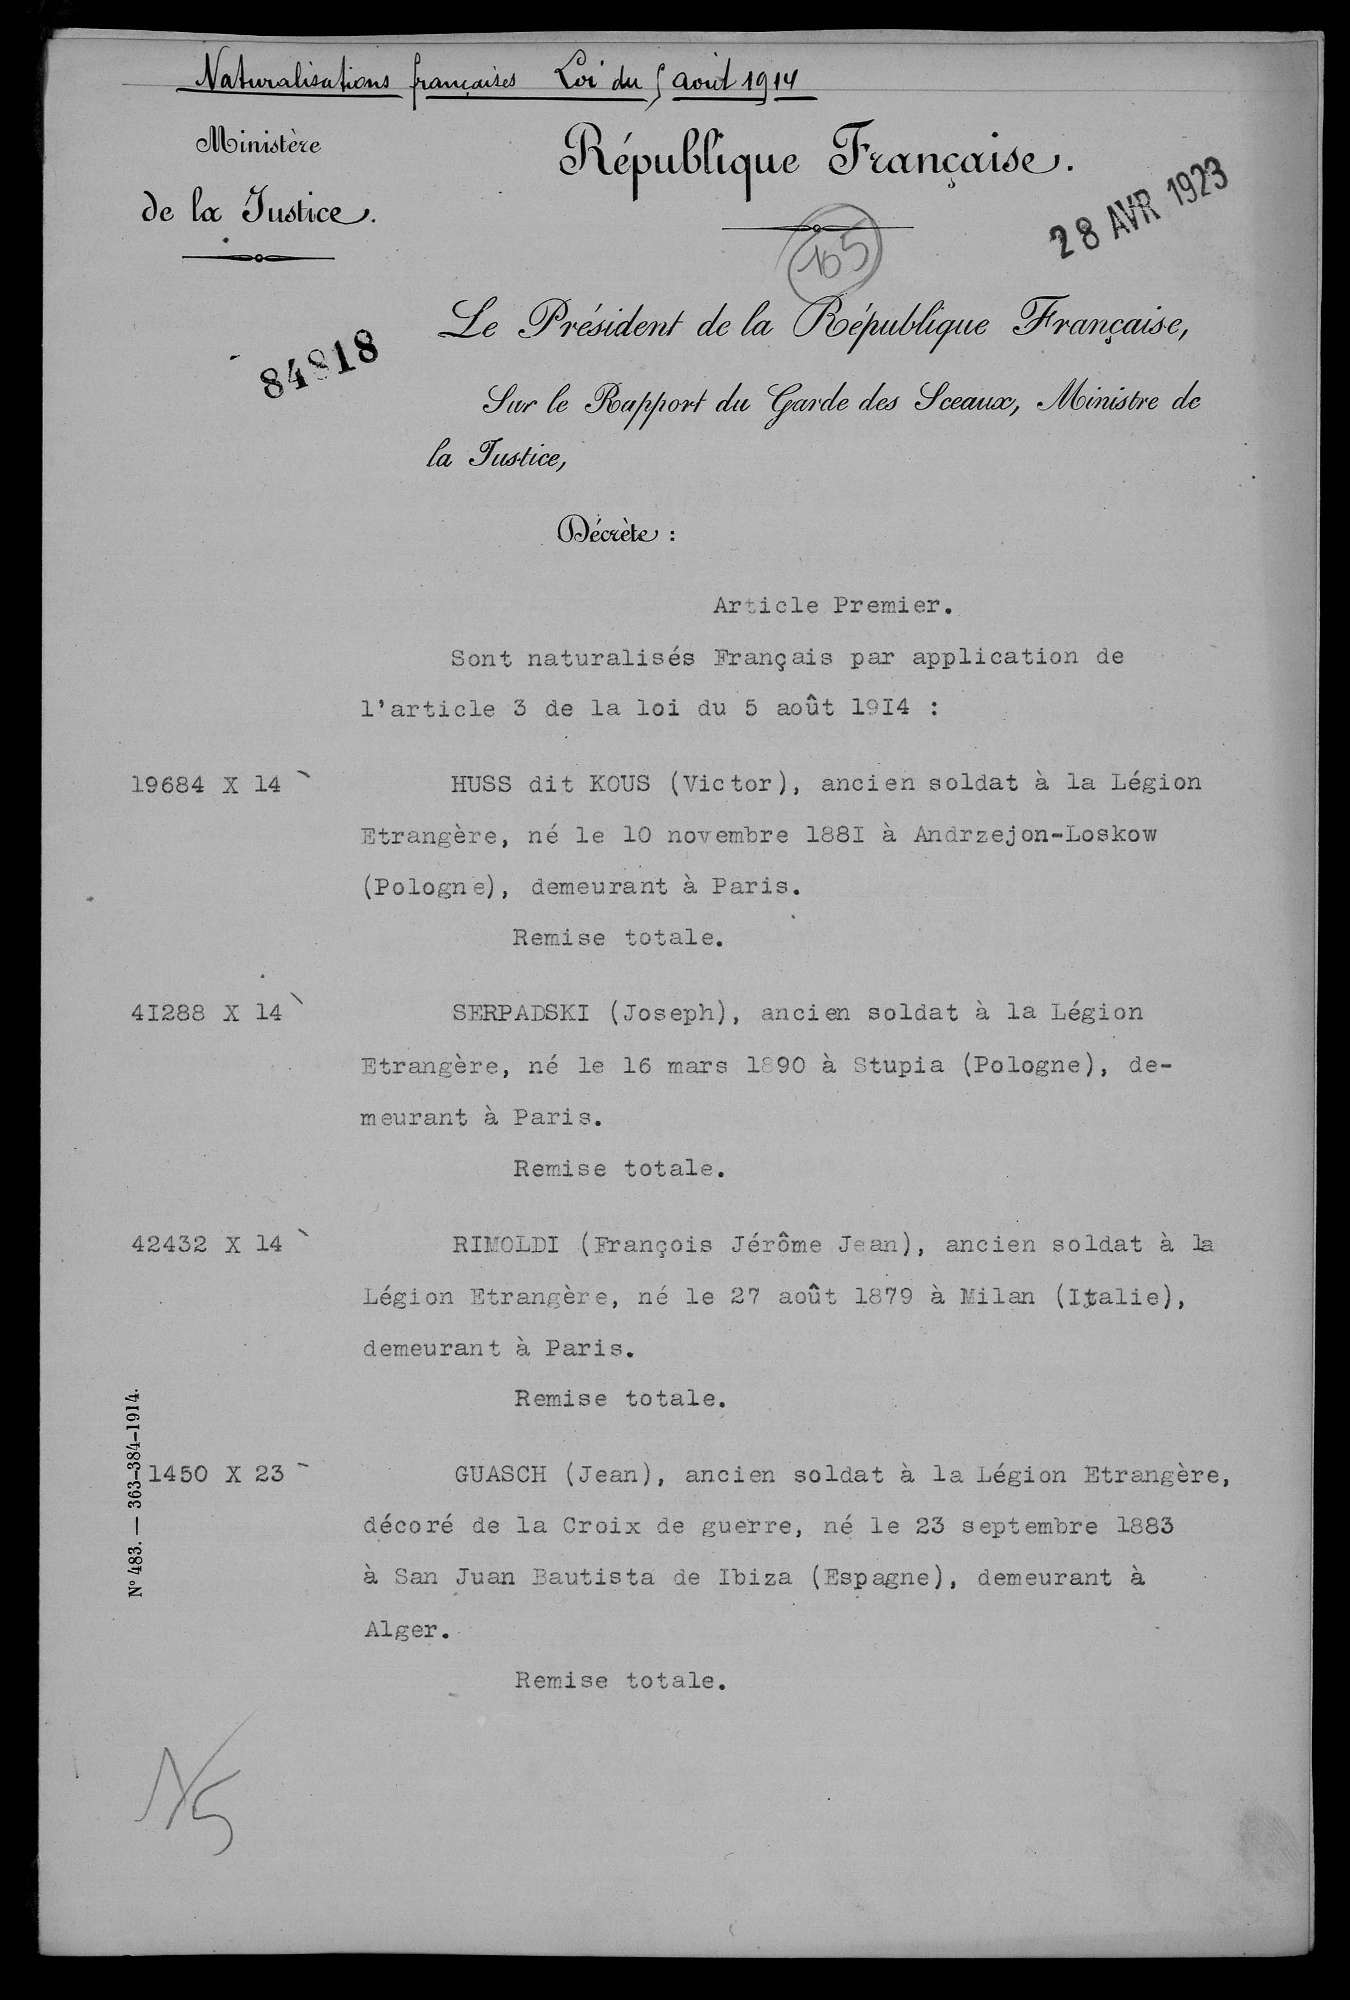 Naturalisations françaises Loi du 5 août 1914
Ministère
de la Justice.
République Française.
28 AVR 1923
84818
Le Président de la République Française,
Sur le Rapport du Garde des Sceaux, Ministre de
la Justice,
Décrète :
Article Premier.
Sont naturalisés Français par application de
l'article 3 de la loi du 5 août 19I4 :
19684 X 14 HUSS dit KOUS (Victor), ancien soldat à la Légion
Etrangère, né le 10 novembre 188I à Andrzejon-Loskow
(Pologne), demeurant à Paris.
Remise totale.
4I288 X 14 SERPADSKI (Joseph), ancien soldat à la Légion
Etrangère, né le 16 mars 1890 à Stupia (Pologne), de-
meurant à Paris.
Remise totale.
42432 X 14 RIMOLDI (François Jérôme Jean), ancien soldat à la
Légion Etrangère, né le 27 août 1879 à Milan (Italie),
demeurant à Paris.
Remise totale.
1450 X 23 GUASCH (Jean), ancien soldat à la Légion Etrangère,
décoré de la Croix de guerre, né le 23 septembre 1883
à San Juan Bautista de Ibiza (Espagne), demeurant à
Alger.
Remise totale.
N° 483. — 363-384-1914.